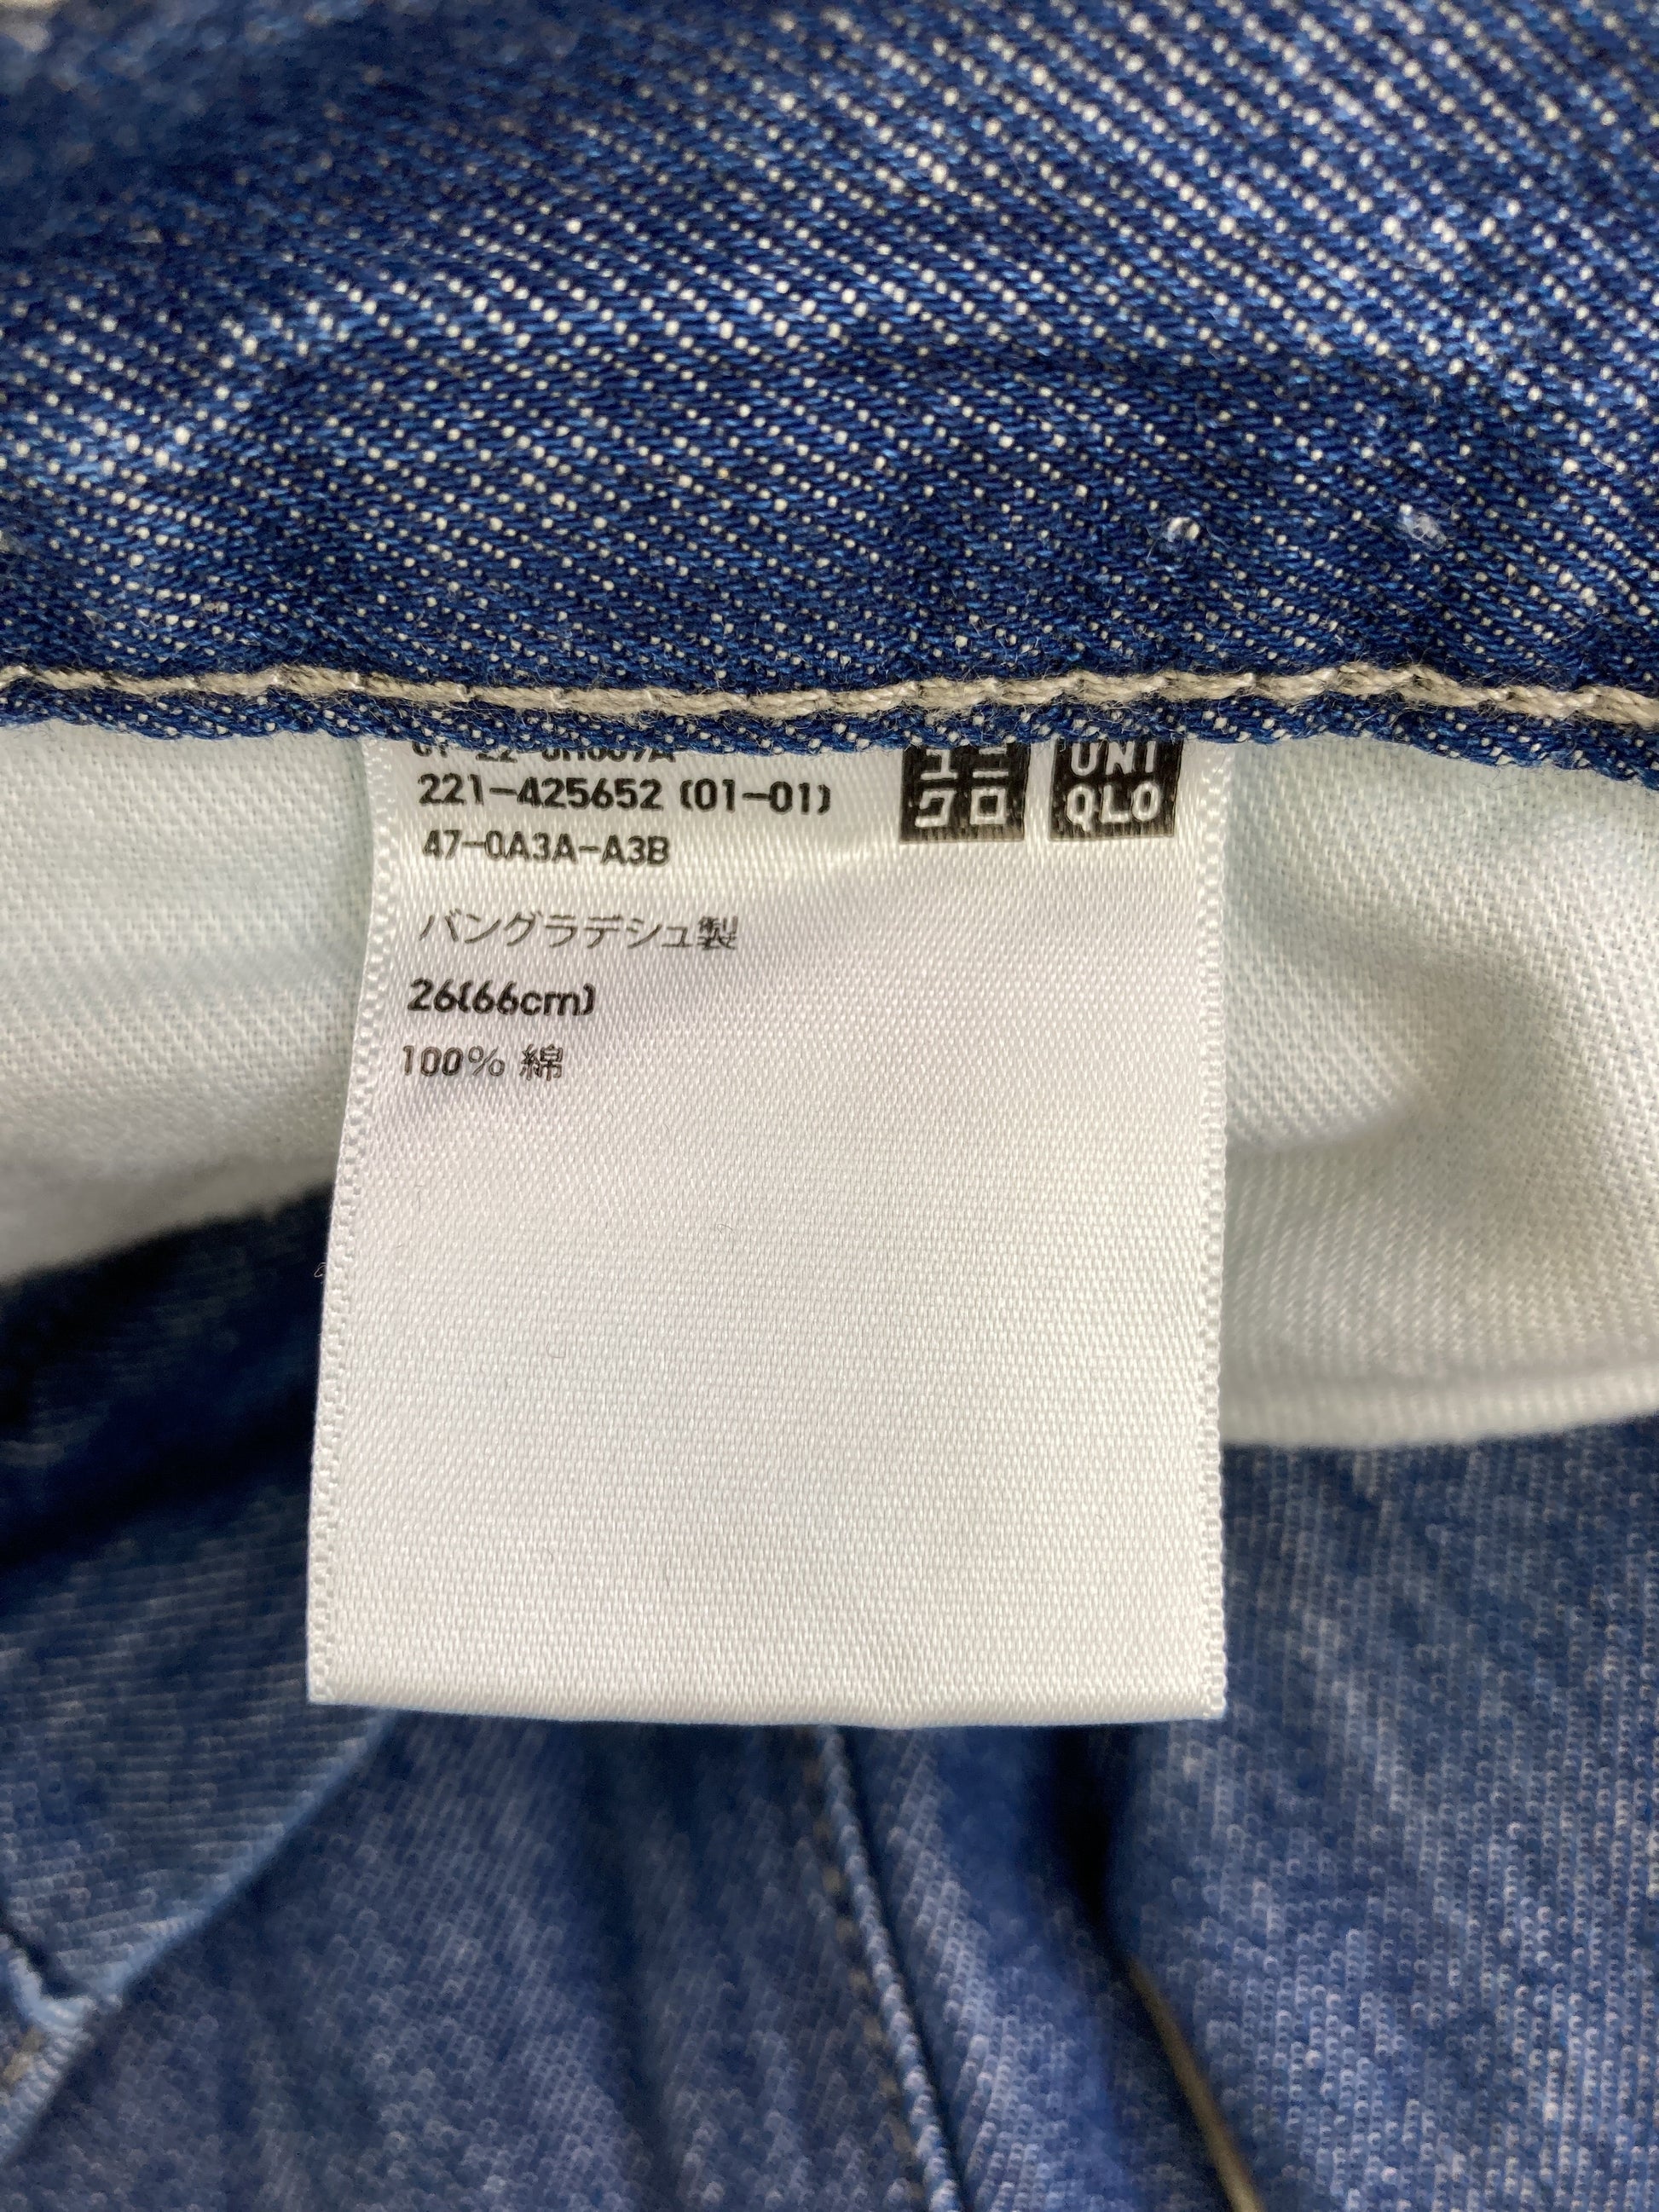 221-425652 (01-01)
47-0A3A-A3B
バングラデシュ製
26(66cm)
100% 綿
ユニ
クロ
UNI
QLO